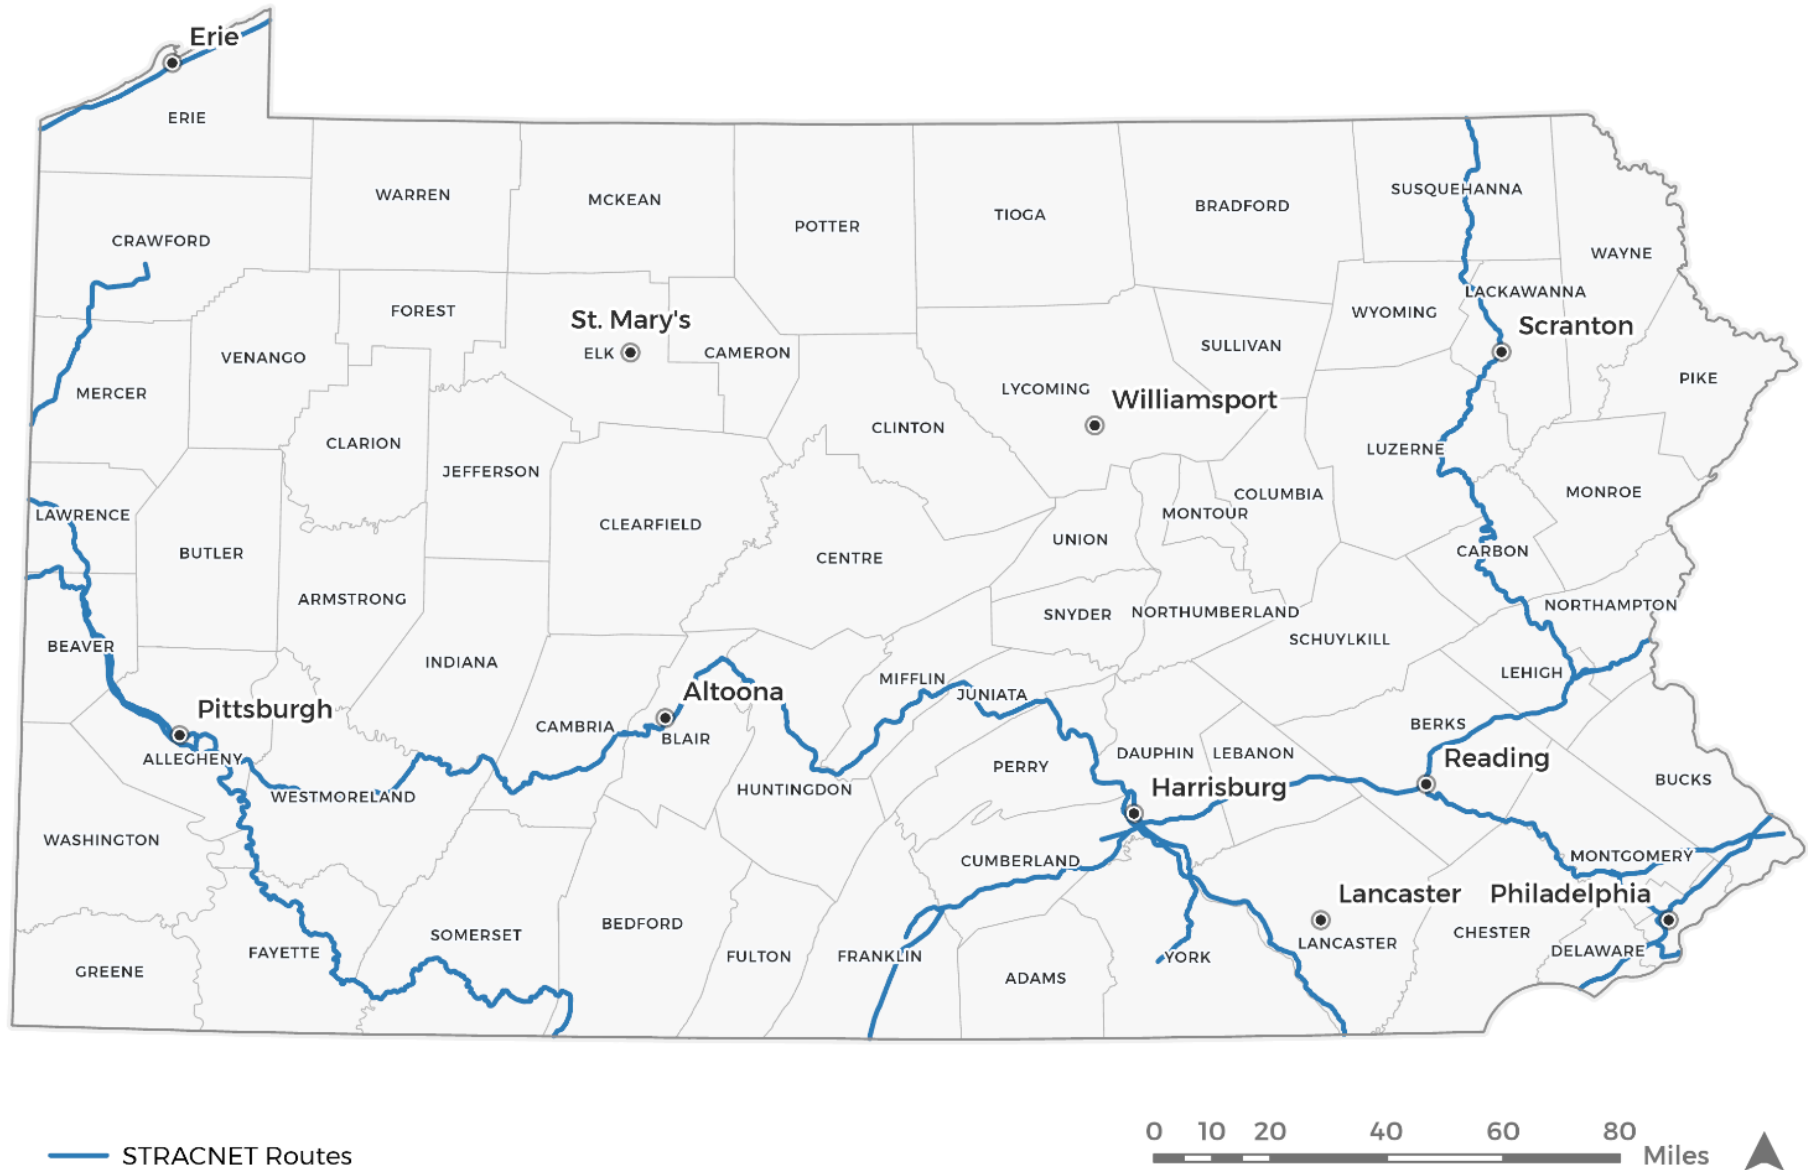 Erie
ERIE
WARREN
MCKEAN
POTTER
TIOGA
BRADFORD
SUSQUEHANNA
WAYNE
CRAWFORD
FOREST
LACKAWANNA
WYOMING
St. Mary's
Scranton
VENANGO
ELK
CAMERON
SULLIVAN
MERCER
LYCOMING
Williamsport
PIKE
CLARION
CLINTON
JEFFERSON
LUZERNE
MONROE
COLUMBIA
LAWRENCE
MONTOUR
CLEARFIELD
BUTLER
CENTRE
UNION
CARBON
ARMSTRONG
SNYDER
NORTHUMBERLAND
NORTHAMPTON
SCHUYLKILL
BEAVER
INDIANA
MIFFLIN
JUNIATA
LEHIGH
Pittsburgh
Altoona
CAMBRIA
BLAIR
BERKS
ALLEGHENY
DAUPHIN
LEBANON
Reading
PERRY
HUNTINGDON
Harrisburg
BUCKS
WESTMORELAND
WASHINGTON
CUMBERLAND
MONTGOMERY
Lancaster
Philadelphia
BEDFORD
SOMERSET
CHESTER
LANCASTER
DELAWARE
FAYETTE
FULTON
FRANKLIN
YORK
GREENE
ADAMS
STRACNET Routes
0 10 20 40 60 80
Miles